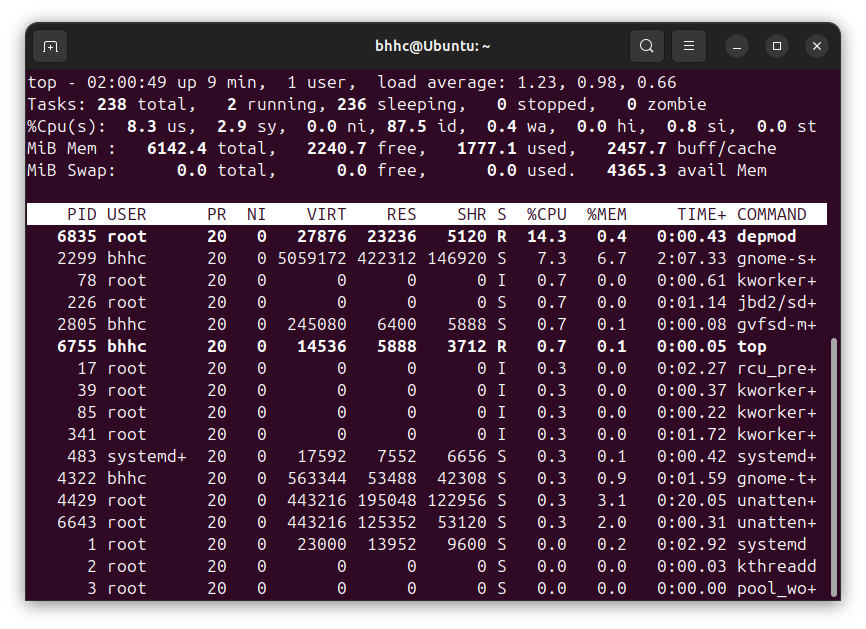 bhhc@Ubuntu: ~
top - 02:00:49 up 9 min,  1 user,  load average: 1.23, 0.98, 0.66
Tasks: 238 total,   2 running, 236 sleeping,   0 stopped,   0 zombie
%Cpu(s):  8.3 us,  2.9 sy,  0.0 ni, 87.5 id,  0.4 wa,  0.0 hi,  0.8 si,  0.0 st
MiB Mem :   6142.4 total,   2240.7 free,   1777.1 used,   2457.7 buff/cache
MiB Swap:      0.0 total,      0.0 free,      0.0 used.   4365.3 avail Mem
    PID USER      PR  NI    VIRT    RES    SHR S  %CPU  %MEM     TIME+ COMMAND
   6835 root      20   0   27876  23236   5120 R  14.3   0.4   0:00.43 depmod
   2299 bhhc      20   0 5059172 422312 146920 S   7.3   6.7   2:07.33 gnome-s+
     78 root      20   0       0      0      0 I   0.7   0.0   0:00.61 kworker+
    226 root      20   0       0      0      0 S   0.7   0.0   0:01.14 jbd2/sd+
   2805 bhhc      20   0  245080   6400   5888 S   0.7   0.1   0:00.08 gvfsd-m+
   6755 bhhc      20   0   14536   5888   3712 R   0.7   0.1   0:00.05 top
     17 root      20   0       0      0      0 I   0.3   0.0   0:02.27 rcu_pre+
     39 root      20   0       0      0      0 I   0.3   0.0   0:00.37 kworker+
     85 root      20   0       0      0      0 I   0.3   0.0   0:00.22 kworker+
    341 root      20   0       0      0      0 I   0.3   0.0   0:01.72 kworker+
    483 systemd+  20   0   17592   7552   6656 S   0.3   0.1   0:00.42 systemd+
   4322 bhhc      20   0  563344  53488  42308 S   0.3   0.9   0:01.59 gnome-t+
   4429 root      20   0  443216 195048 122956 S   0.3   3.1   0:20.05 unatten+
   6643 root      20   0  443216 125352  53120 S   0.3   2.0   0:00.31 unatten+
      1 root      20   0   23000  13952   9600 S   0.0   0.2   0:02.92 systemd
      2 root      20   0       0      0      0 S   0.0   0.0   0:00.03 kthreadd
      3 root      20   0       0      0      0 S   0.0   0.0   0:00.00 pool_wo+